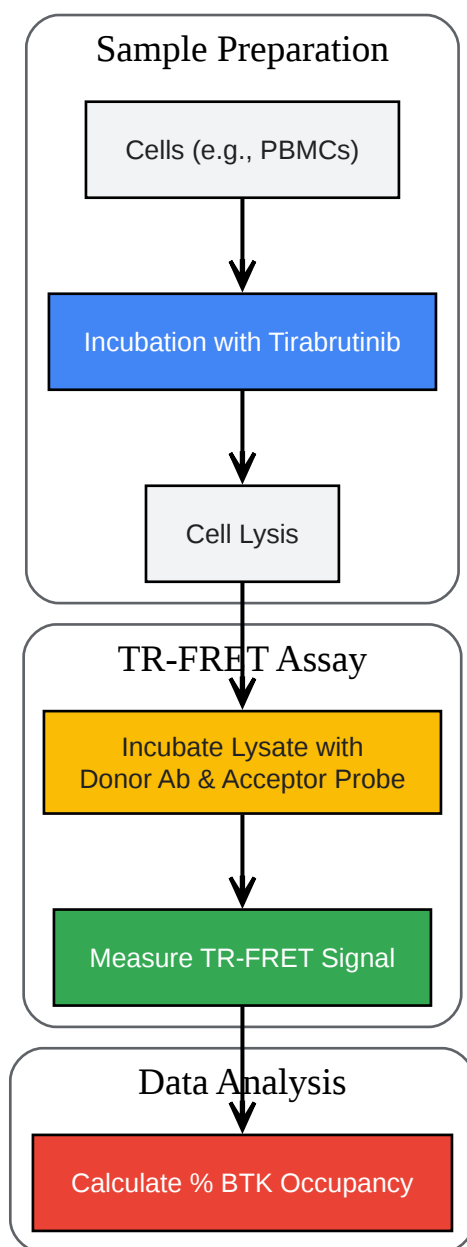 Sample Preparation
Cells (e.g., PBMCs)
Incubation with Tirabrutinib
Cell Lysis
TR-FRET Assay
Incubate Lysate with
Donor Ab & Acceptor Probe
Measure TR-FRET Signal
Data Analysis
Calculate % BTK Occupancy